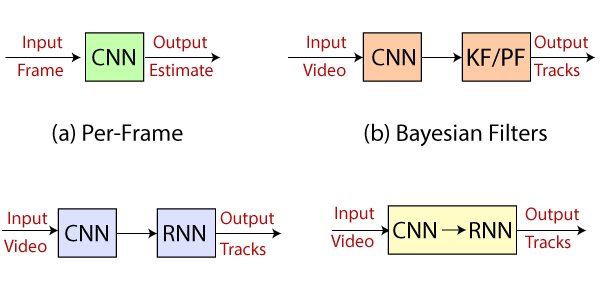 Input
Frame
CNN
Output
Estimate
(a) Per-Frame
Input
Video
CNN
KF/PF
Output
Tracks
(b) Bayesian Filters
Input
Video
CNN
RNN
Output
Tracks
Input
Video
CNN
RNN
Output
Tracks